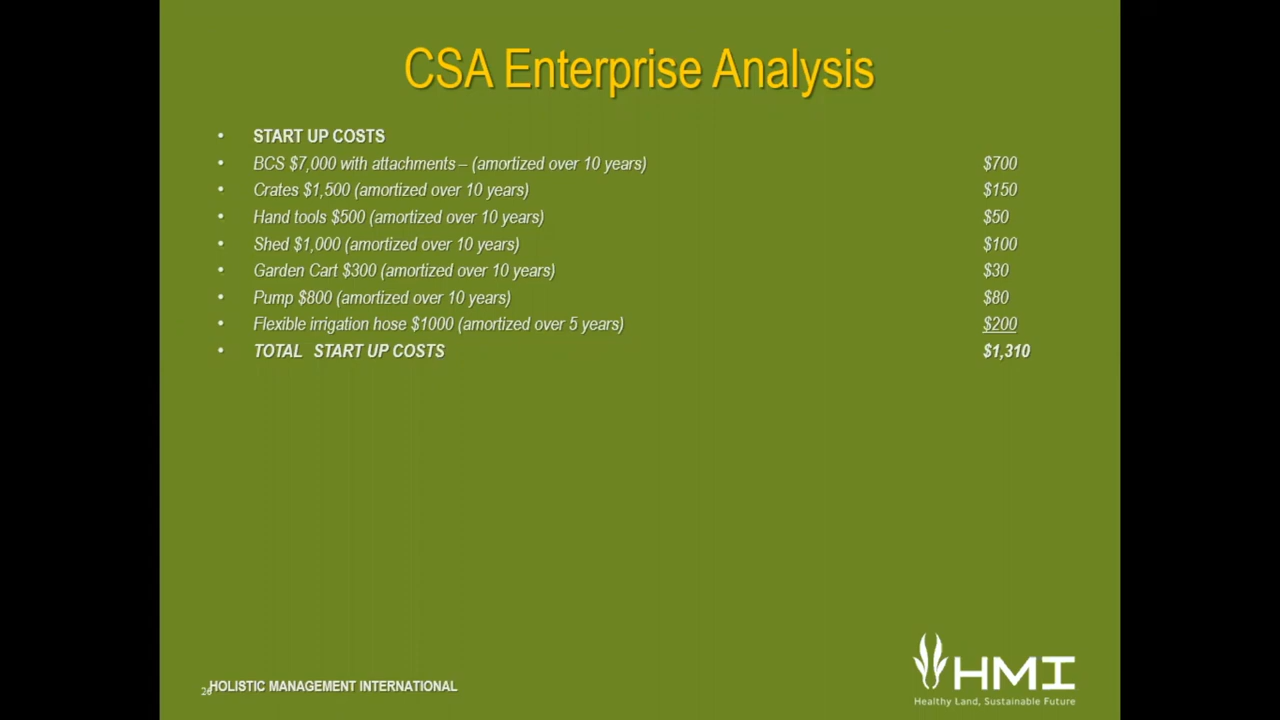 CSA Enterprise Analysis
• START UP COSTS
• BCS $7,000 with attachments – (amortized over 10 years) $700
• Crates $1,500 (amortized over 10 years) $150
• Hand tools $500 (amortized over 10 years) $50
• Shed $1,000 (amortized over 10 years) $100
• Garden Cart $300 (amortized over 10 years) $30
• Pump $800 (amortized over 10 years) $80
• Flexible irrigation hose $1000 (amortized over 5 years) $200
• TOTAL START UP COSTS $1,310
HOLISTIC MANAGEMENT INTERNATIONAL
HMI
Healthy Land, Sustainable Future